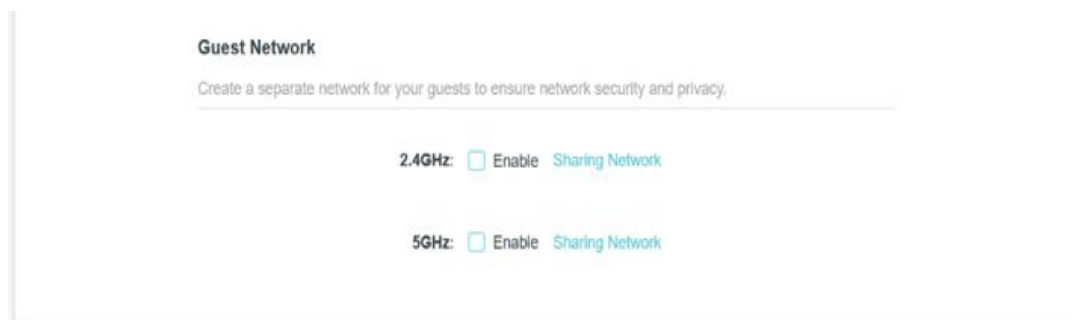 Guest Network
Create a separate network for your guests to ensure network security and privacy.
2.4GHz: Enable Sharing Network
5GHz: Enable Sharing Network